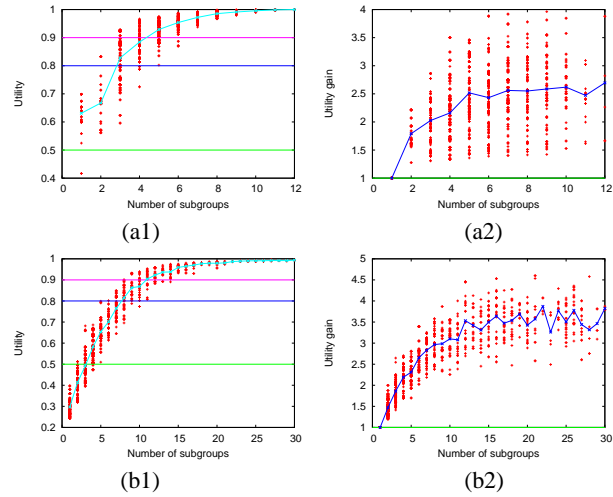 1
0.9
0.8
0.7
0.6
0.5
0.4
Utility
0 2 4 6 8 10 12
Number of subgroups
(a1)
4
3.5
3
2.5
2
1.5
1
Utility gain
0 2 4 6 8 10 12
Number of subgroups
(a2)
1
0.9
0.8
0.7
0.6
0.5
0.4
0.3
0.2
Utility
0 5 10 15 20 25 30
Number of subgroups
(b1)
5
4.5
4
3.5
3
2.5
2
1.5
1
Utility gain
0 5 10 15 20 25 30
Number of subgroups
(b2)